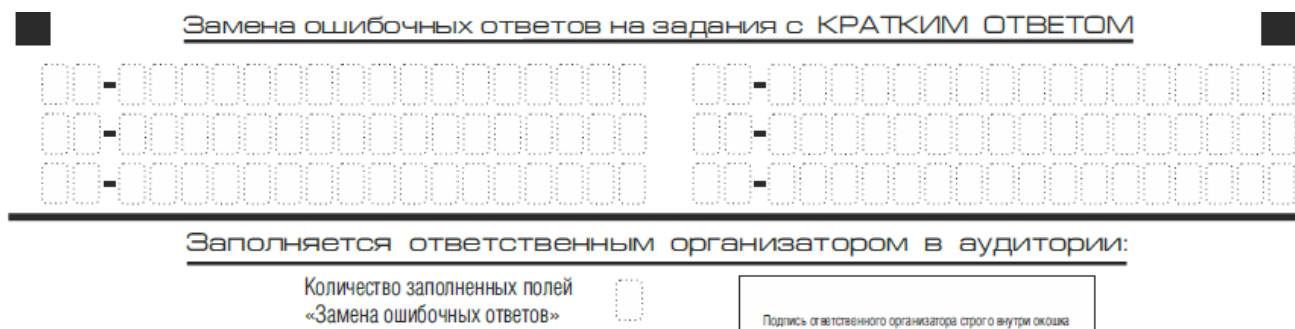 Замена ошибочных ответов на задания с КРАТКИМ ОТВЕТОМ
Заполняется ответственным организатором в аудитории:
Количество заполненных полей
«Замена ошибочных ответов»
Подпись ответственного организатора строго внутри окошка